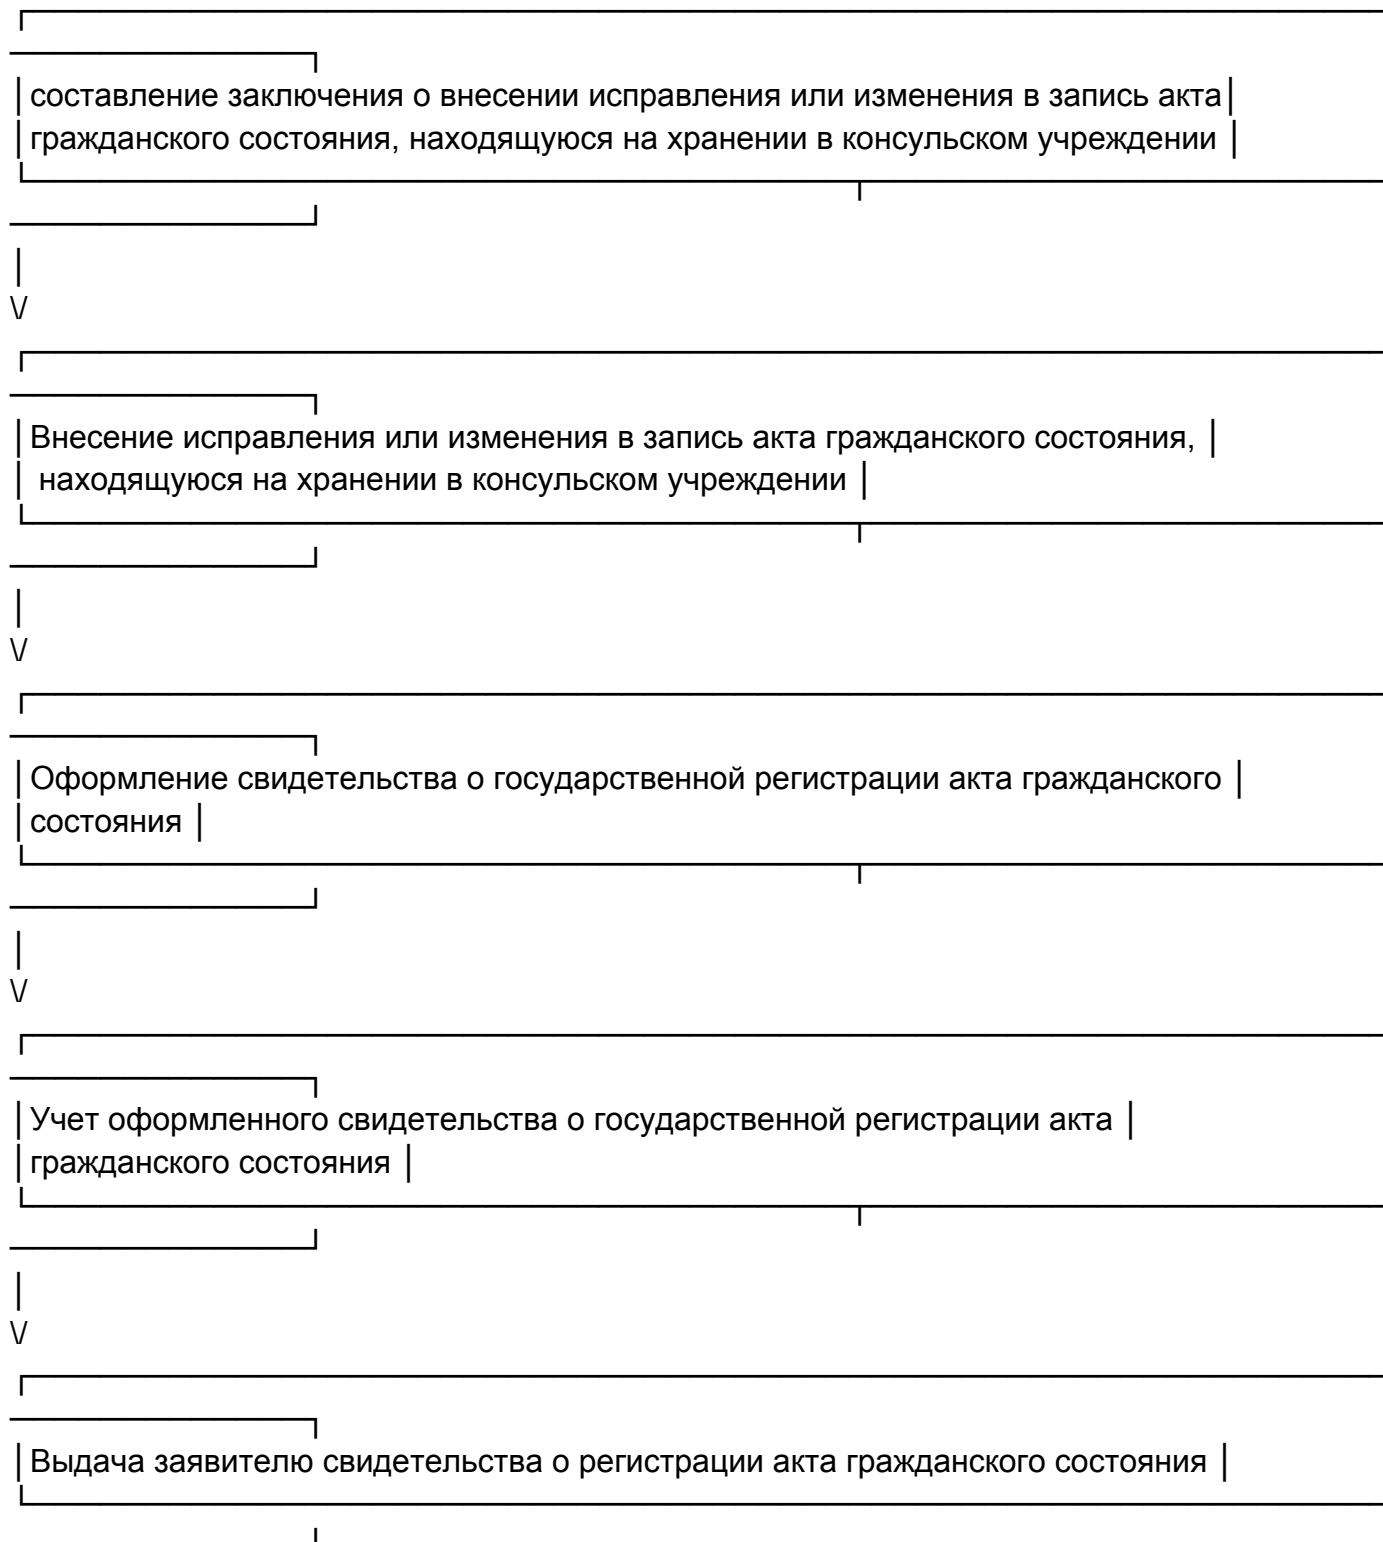 составление заключения о внесении исправления или изменения в запись акта
гражданского состояния, находящуюся на хранении в консульском учреждении
Внесение исправления или изменения в запись акта гражданского состояния,
находящуюся на хранении в консульском учреждении
Оформление свидетельства о государственной регистрации акта гражданского
состояния
Учет оформленного свидетельства о государственной регистрации акта
гражданского состояния
Выдача заявителю свидетельства о регистрации акта гражданского состояния